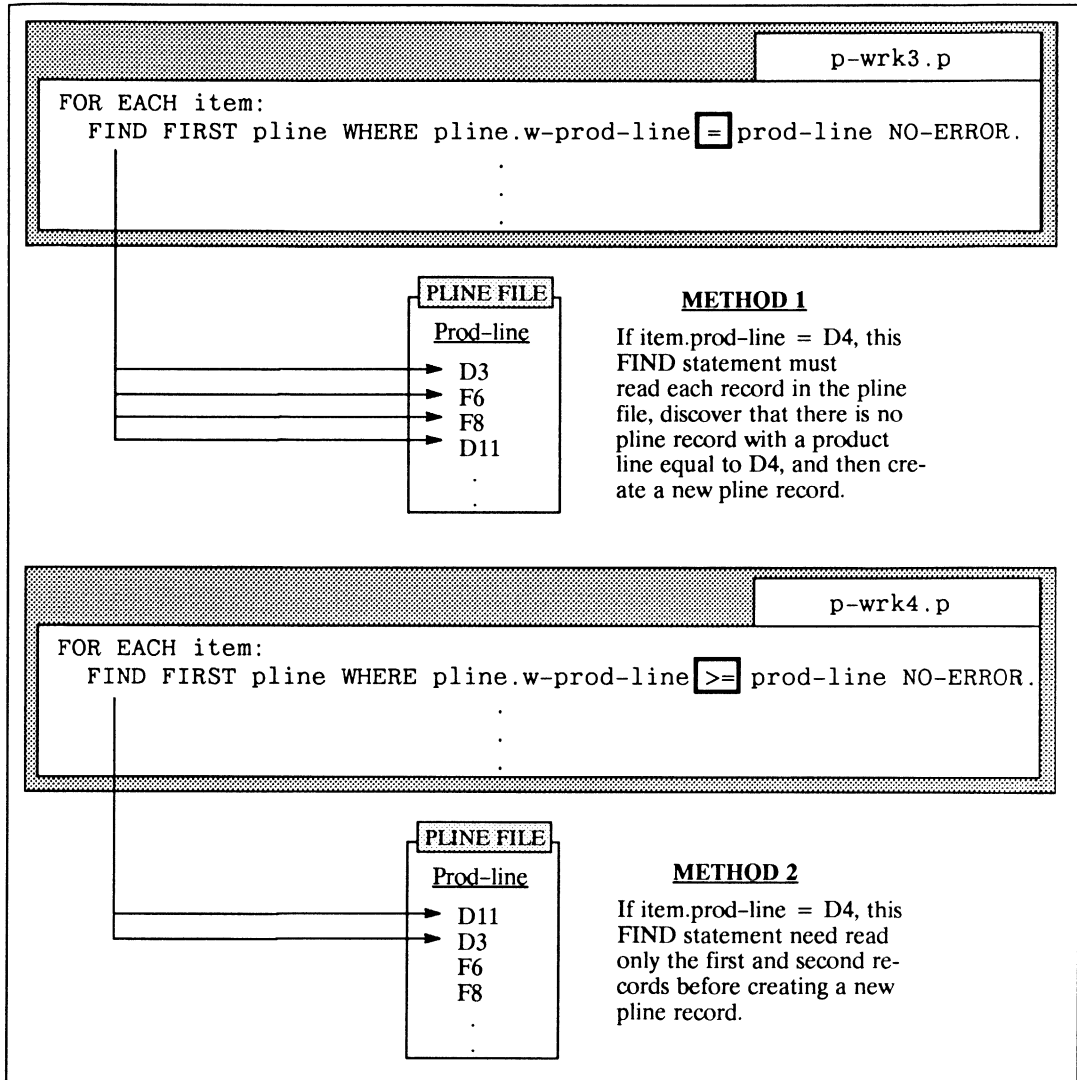 p-wrk3.p
FOR EACH item:
FIND FIRST pline WHERE pline.w-prod-line = prod-line NO-ERROR.
.
.
.
PLINE FILE
Prod-line
D3
F6
F8
D11
.
.
METHOD 1
If item.prod-line = D4, this
FIND statement must
read each record in the pline
file, discover that there is no
pline record with a product
line equal to D4, and then cre-
ate a new pline record.
p-wrk4.p
FOR EACH item:
FIND FIRST pline WHERE pline.w-prod-line >= prod-line NO-ERROR.
.
.
.
PLINE FILE
Prod-line
D11
D3
F6
F8
.
.
METHOD 2
If item.prod-line = D4, this
FIND statement need read
only the first and second re-
cords before creating a new
pline record.